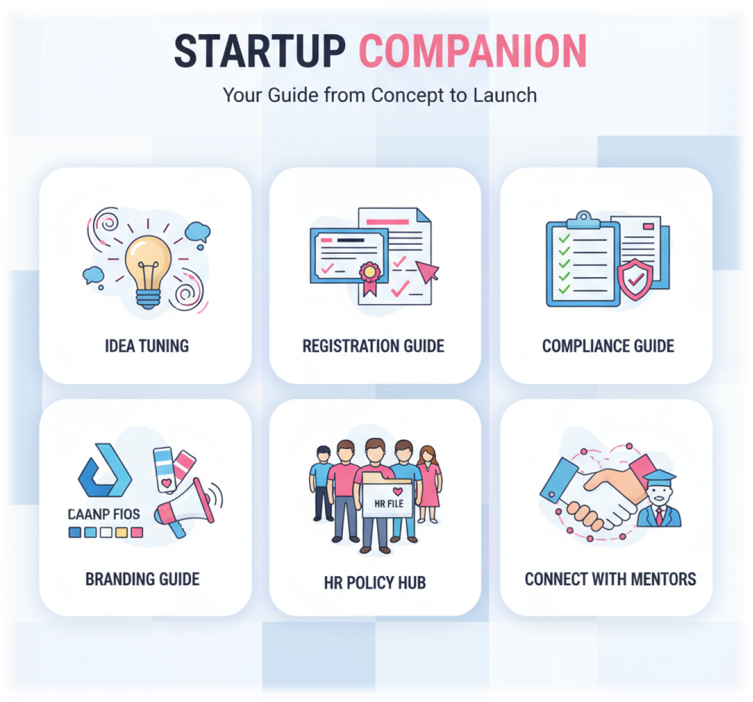 STARTUP COMPANION
Your Guide from Concept to Launch
IDEA TUNING
REGISTRATION GUIDE
COMPLIANCE GUIDE
CAANP FIOS
HR FILE
BRANDING GUIDE
HR POLICY HUB
CONNECT WITH MENTORS